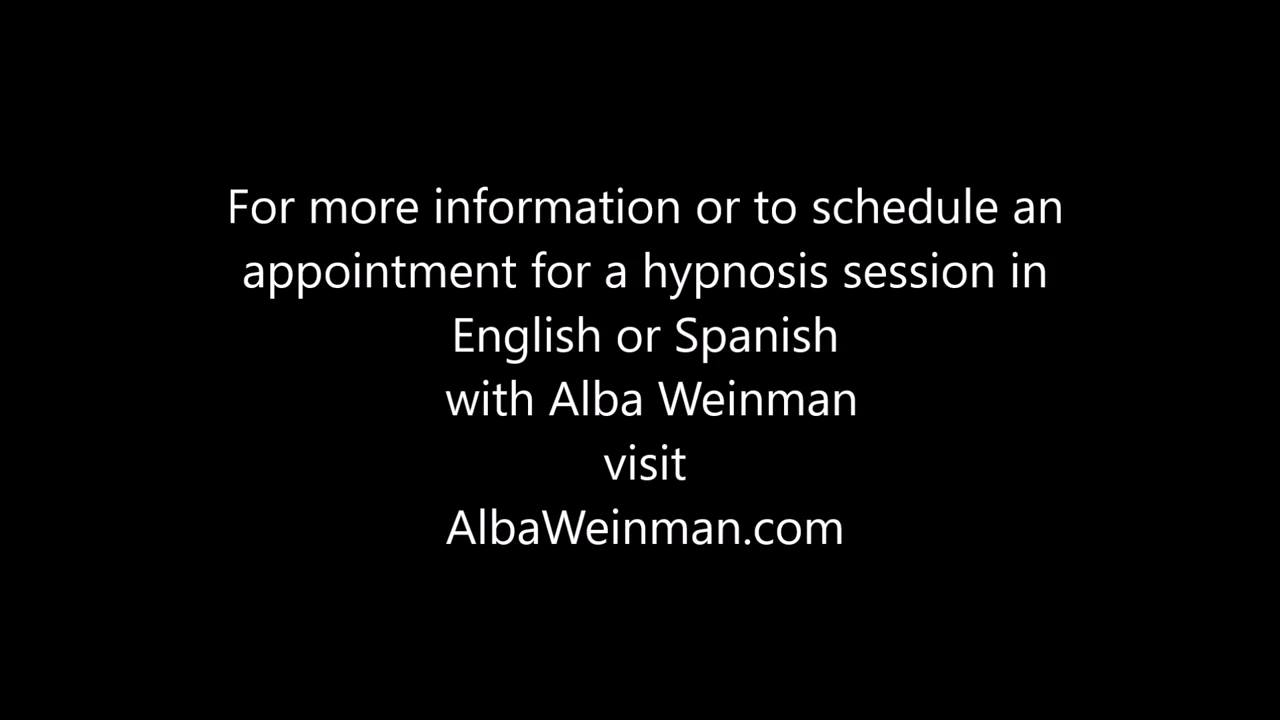 For more information or to schedule an
appointment for a hypnosis session in
English or Spanish
with Alba Weinman
visit
AlbaWeinman.com